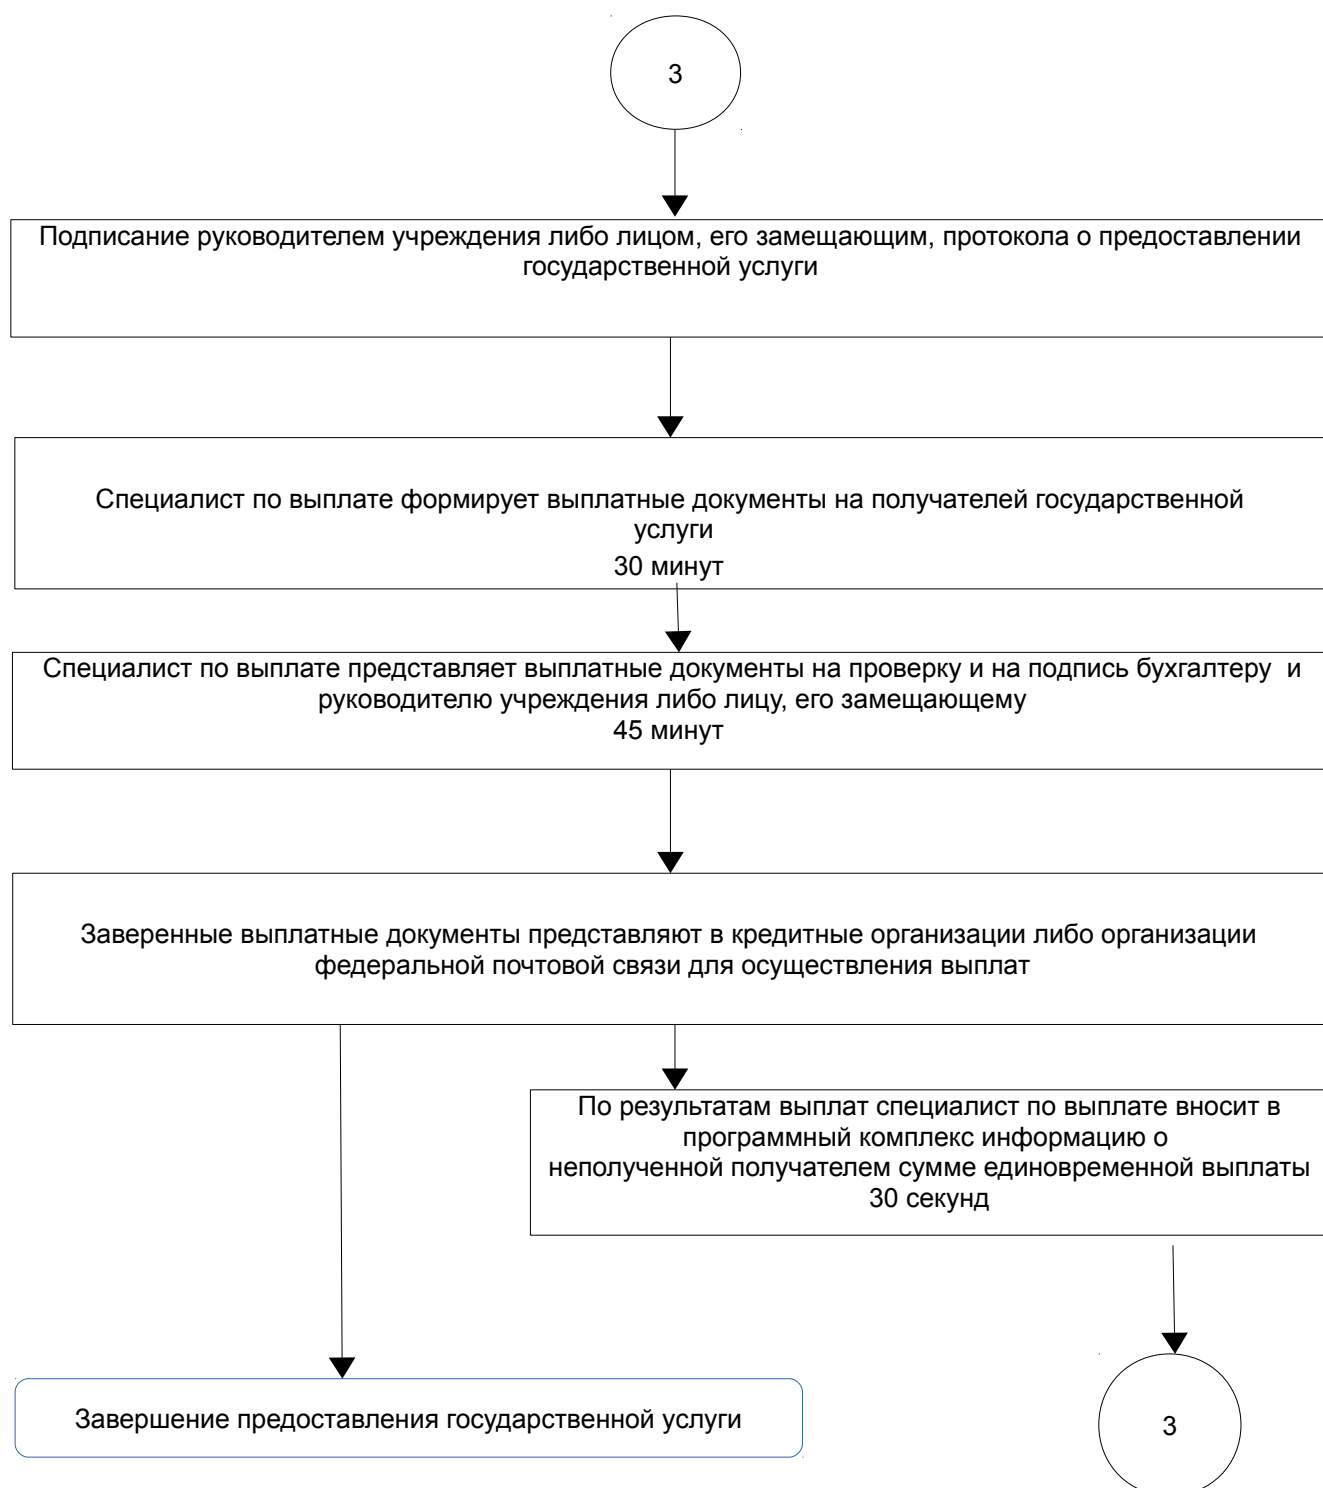 3
Подписание руководителем учреждения либо лицом, его замещающим, протокола о предоставлении
государственной услуги
Специалист по выплате формирует выплатные документы на получателей государственной
услуги
30 минут
Специалист по выплате представляет выплатные документы на проверку и на подпись бухгалтеру  и
руководителю учреждения либо лицу, его замещающему
45 минут
Заверенные выплатные документы представляют в кредитные организации либо организации
федеральной почтовой связи для осуществления выплат
По результатам выплат специалист по выплате вносит в
программный комплекс информацию о
неполученной получателем сумме единовременной выплаты
30 секунд
Завершение предоставления государственной услуги
3